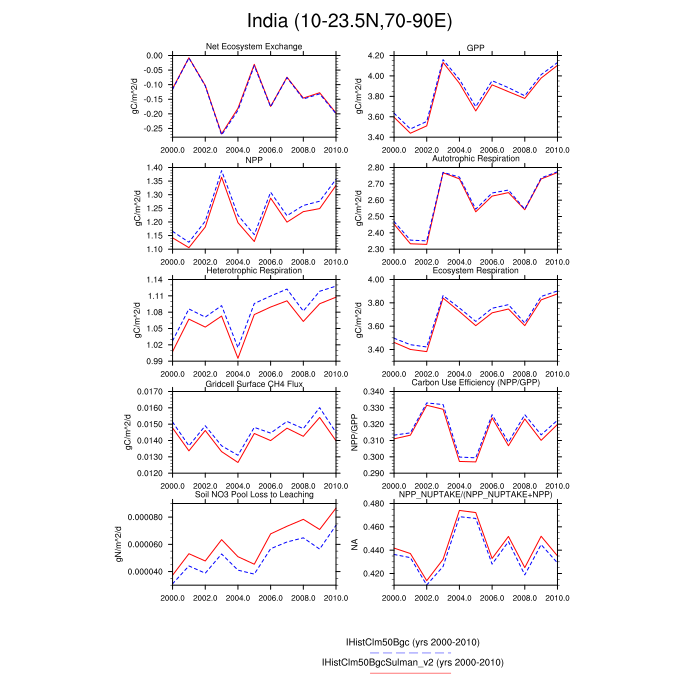 India (10-23.5N,70-90E)
Net Ecosystem Exchange
gC/m^2/d
0.00
-0.05
-0.10
-0.15
-0.20
-0.25
2000.0 2002.0 2004.0 2006.0 2008.0 2010.0
GPP
gC/m^2/d
4.20
4.00
3.80
3.60
3.40
2000.0 2002.0 2004.0 2006.0 2008.0 2010.0
NPP
gC/m^2/d
1.40
1.35
1.30
1.25
1.20
1.15
1.10
2000.0 2002.0 2004.0 2006.0 2008.0 2010.0
Autotrophic Respiration
gC/m^2/d
2.80
2.70
2.60
2.50
2.40
2.30
2000.0 2002.0 2004.0 2006.0 2008.0 2010.0
Heterotrophic Respiration
gC/m^2/d
1.14
1.11
1.08
1.05
1.02
0.99
2000.0 2002.0 2004.0 2006.0 2008.0 2010.0
Ecosystem Respiration
gC/m^2/d
4.00
3.80
3.60
3.40
2000.0 2002.0 2004.0 2006.0 2008.0 2010.0
Gridcell Surface CH4 Flux
gC/m^2/d
0.0170
0.0160
0.0150
0.0140
0.0130
0.0120
2000.0 2002.0 2004.0 2006.0 2008.0 2010.0
Carbon Use Efficiency (NPP/GPP)
NPP/GPP
0.340
0.330
0.320
0.310
0.300
0.290
2000.0 2002.0 2004.0 2006.0 2008.0 2010.0
Soil NO3 Pool Loss to Leaching
gN/m^2/d
0.000080
0.000060
0.000040
2000.0 2002.0 2004.0 2006.0 2008.0 2010.0
NPP_NUPTAKE/(NPP_NUPTAKE+NPP)
NA
0.480
0.460
0.440
0.420
2000.0 2002.0 2004.0 2006.0 2008.0 2010.0
IHistClm50Bgc (yrs 2000-2010)
IHistClm50BgcSulman_v2 (yrs 2000-2010)